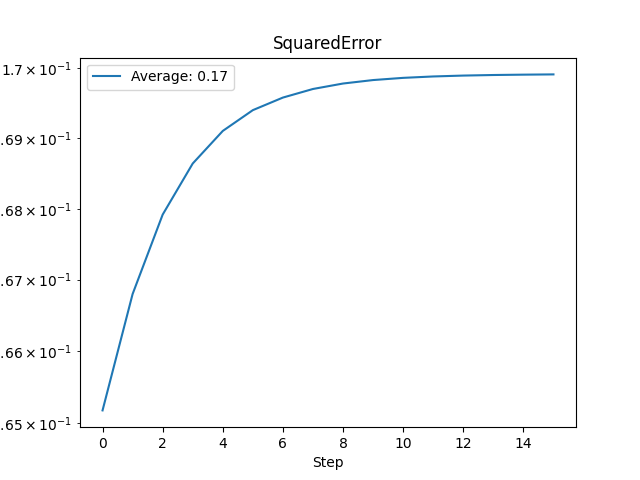 SquaredError
Average: 0.17
1.7 × 10⁻¹
.69 × 10⁻¹
.68 × 10⁻¹
.67 × 10⁻¹
.66 × 10⁻¹
.65 × 10⁻¹
0 2 4 6 8 10 12 14
Step